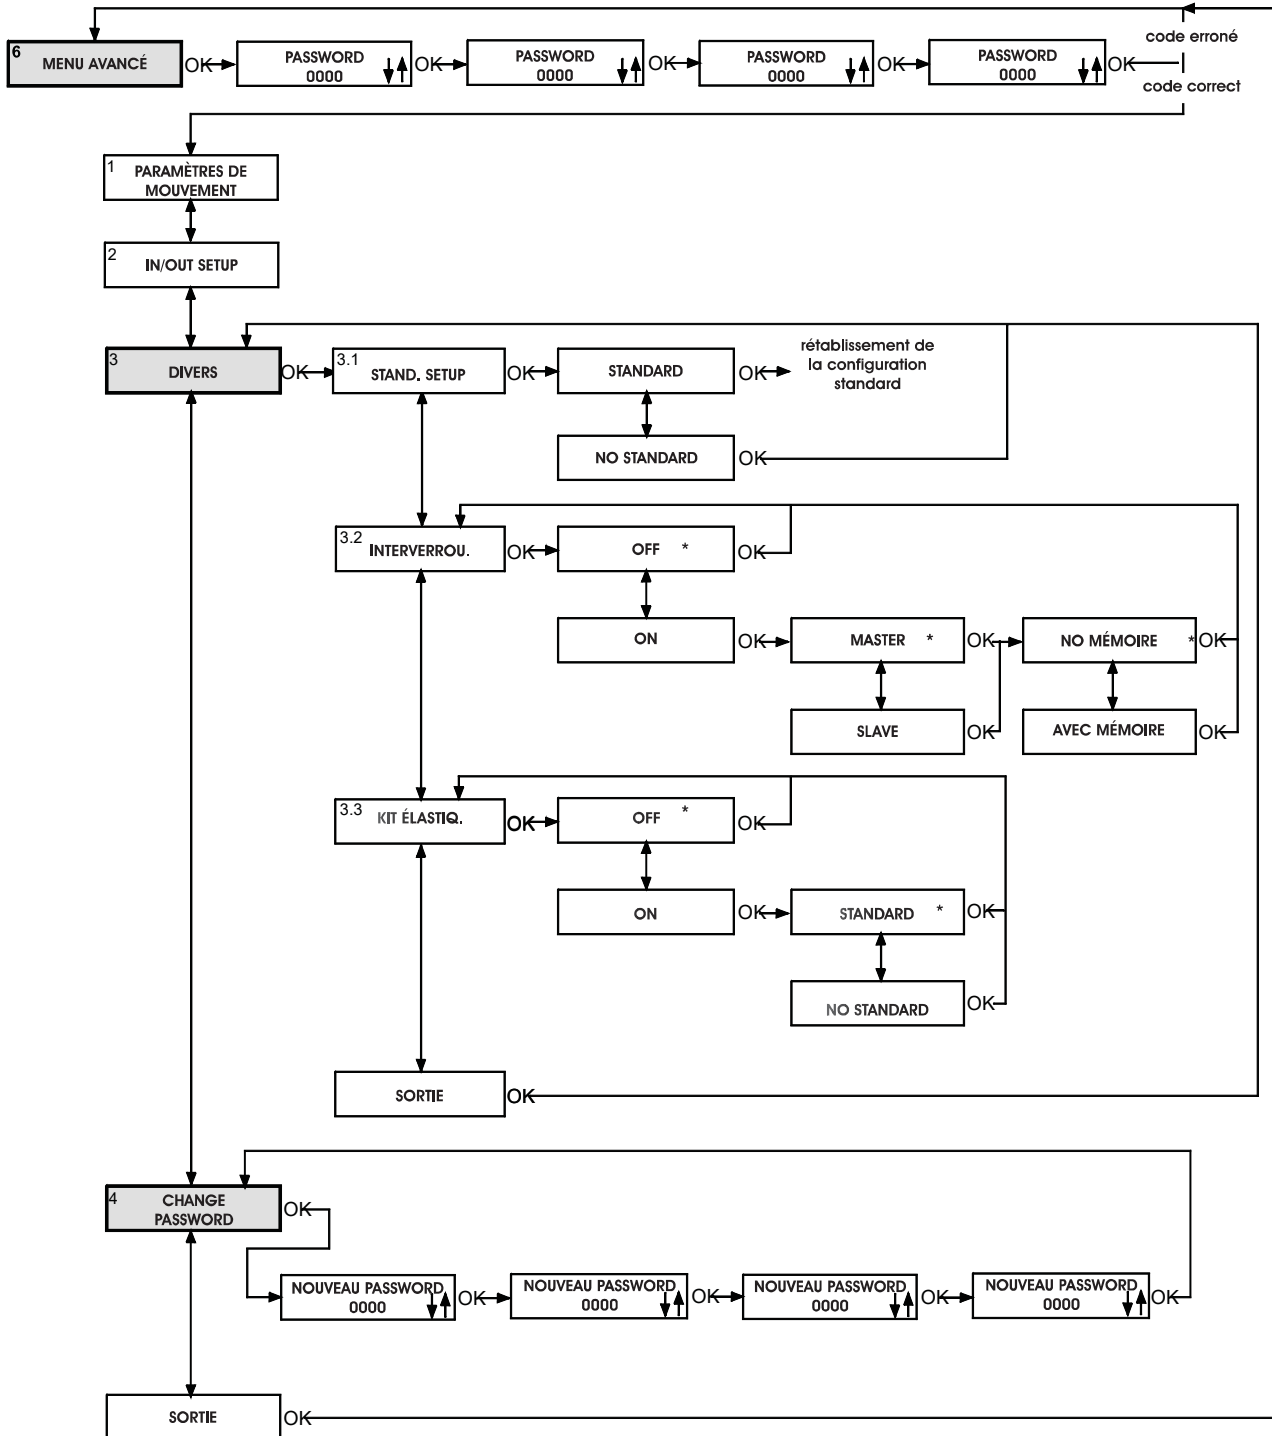 code erroné
6
MENU AVANCÉ
OK
PASSWORD
0000
OK
PASSWORD
0000
OK
PASSWORD
0000
OK
PASSWORD
0000
OK
code correct
1
PARAMÈTRES DE
MOUVEMENT
2
IN/OUT SETUP
3
DIVERS
OK
3.1
STAND. SETUP
OK
STANDARD
OK
rétablissement de
la configuration
standard
NO STANDARD
OK
3.2
INTERVERROU.
OK
OFF *
OK
ON
OK
MASTER *
OK
NO MÉMOIRE *
OK
SLAVE
OK
AVEC MÉMOIRE
OK
3.3
KIT ÉLASTIQ.
OK
OFF *
OK
ON
OK
STANDARD *
OK
NO STANDARD
OK
SORTIE
OK
4
CHANGE
PASSWORD
OK
NOUVEAU PASSWORD
0000
OK
NOUVEAU PASSWORD
0000
OK
NOUVEAU PASSWORD
0000
OK
NOUVEAU PASSWORD
0000
OK
SORTIE
OK